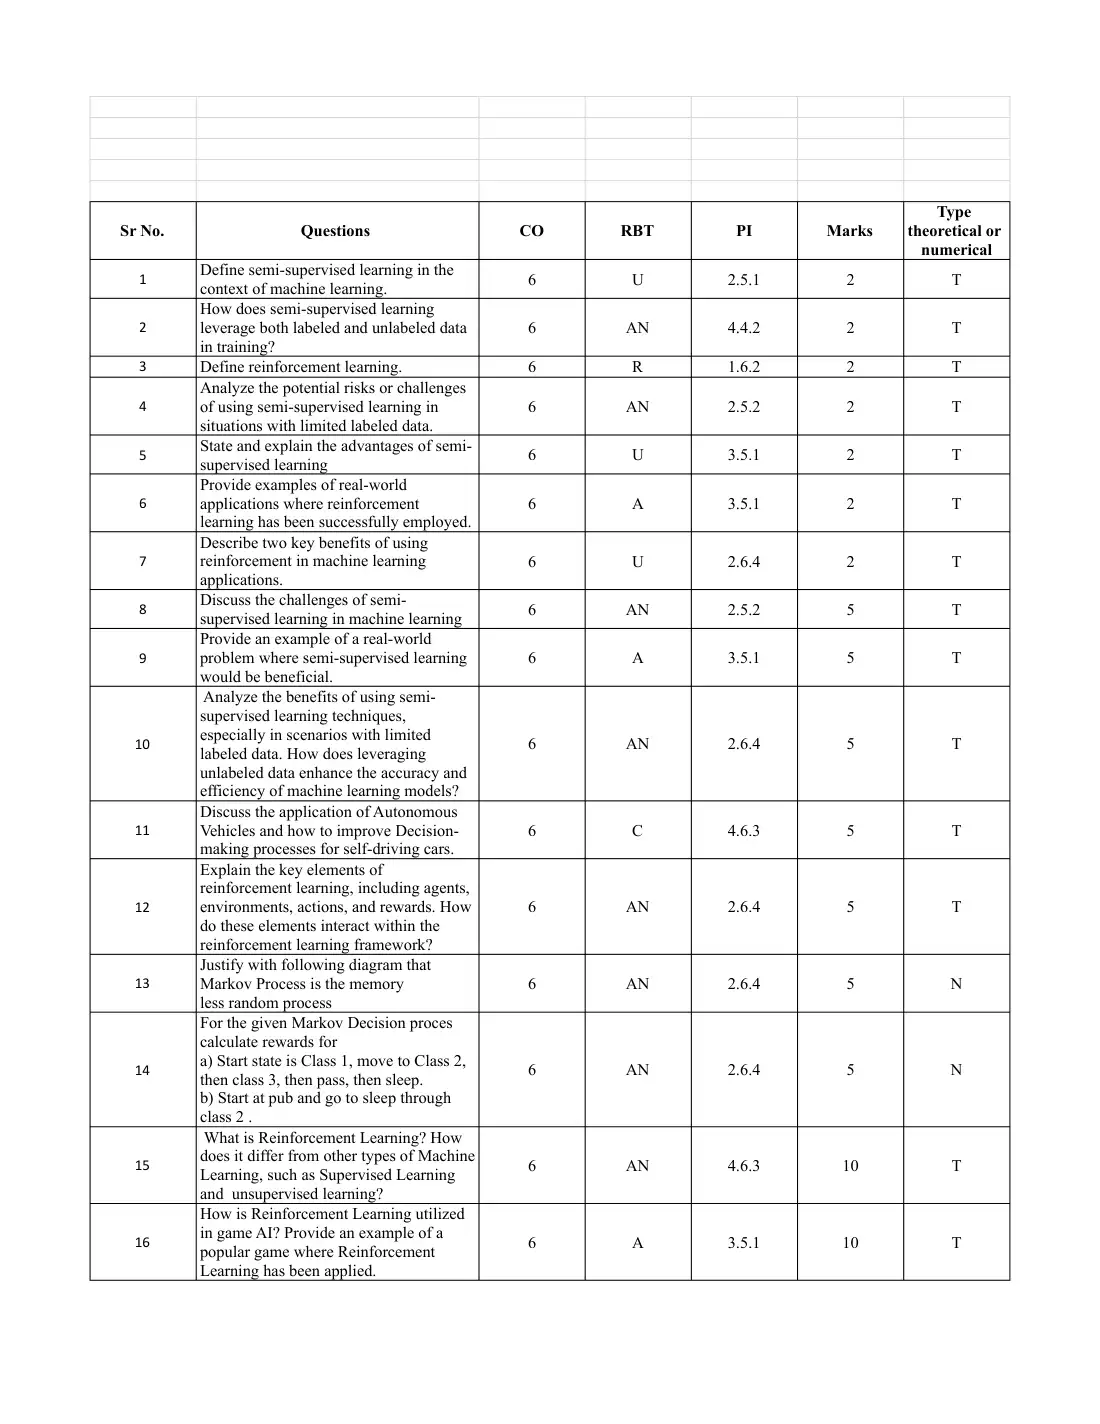 Sr No. Questions CO RBT PI Marks Type theoretical or numerical
1 Define semi-supervised learning in the
context of machine learning. 6 U 2.5.1 2 T
2 How does semi-supervised learning
leverage both labeled and unlabeled data
in training? 6 AN 4.4.2 2 T
3 Define reinforcement learning. 6 R 1.6.2 2 T
4 Analyze the potential risks or challenges
of using semi-supervised learning in
situations with limited labeled data. 6 AN 2.5.2 2 T
5 State and explain the advantages of semi-
supervised learning 6 U 3.5.1 2 T
6 Provide examples of real-world
applications where reinforcement
learning has been successfully employed. 6 A 3.5.1 2 T
7 Describe two key benefits of using
reinforcement in machine learning
applications. 6 U 2.6.4 2 T
8 Discuss the challenges of semi-
supervised learning in machine learning 6 AN 2.5.2 5 T
9 Provide an example of a real-world
problem where semi-supervised learning
would be beneficial. 6 A 3.5.1 5 T
10 Analyze the benefits of using semi-
supervised learning techniques,
especially in scenarios with limited
labeled data. How does leveraging
unlabeled data enhance the accuracy and
efficiency of machine learning models? 6 AN 2.6.4 5 T
11 Discuss the application of Autonomous
Vehicles and how to improve Decision-
making processes for self-driving cars. 6 C 4.6.3 5 T
12 Explain the key elements of
reinforcement learning, including agents,
environments, actions, and rewards. How
do these elements interact within the
reinforcement learning framework? 6 AN 2.6.4 5 T
13 Justify with following diagram that
Markov Process is the memory
less random process 6 AN 2.6.4 5 N
14 For the given Markov Decision proces
calculate rewards for
a) Start state is Class 1, move to Class 2,
then class 3, then pass, then sleep.
b) Start at pub and go to sleep through
class 2 . 6 AN 2.6.4 5 N
15 What is Reinforcement Learning? How
does it differ from other types of Machine
Learning, such as Supervised Learning
and unsupervised learning? 6 AN 4.6.3 10 T
16 How is Reinforcement Learning utilized
in game AI? Provide an example of a
popular game where Reinforcement
Learning has been applied. 6 A 3.5.1 10 T